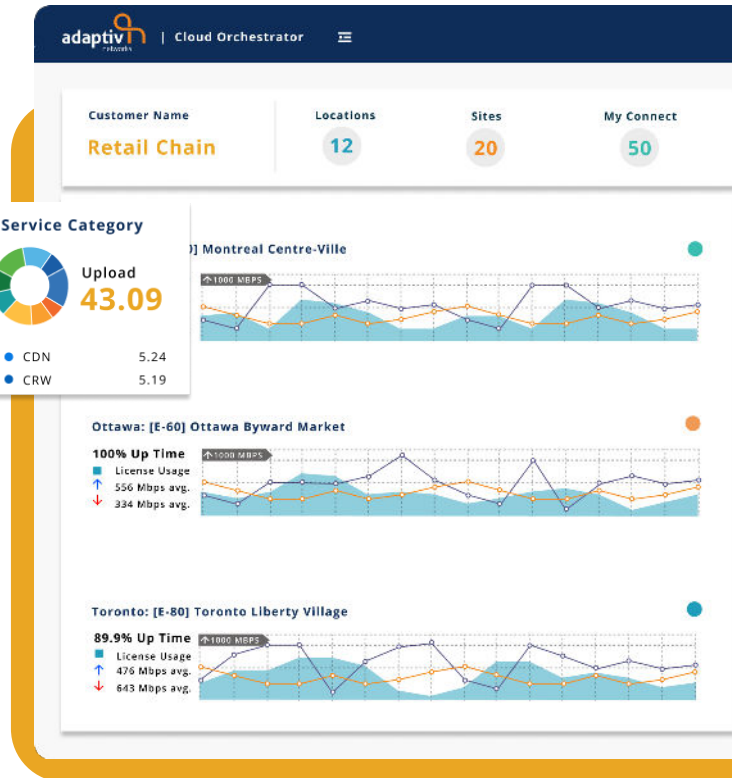 adaptiv
networks
| Cloud Orchestrator
Customer Name
Retail Chain
Locations
12
Sites
20
My Connect
50
Service Category
Upload
43.09
CDN 5.24
CRW 5.19
] Montreal Centre-Ville
1000 MBPS
Ottawa: [E-60] Ottawa Byward Market
100% Up Time
1000 MBPS
License Usage
556 Mbps avg.
334 Mbps avg.
Toronto: [E-80] Toronto Liberty Village
89.9% Up Time
1000 MBPS
License Usage
476 Mbps avg.
643 Mbps avg.